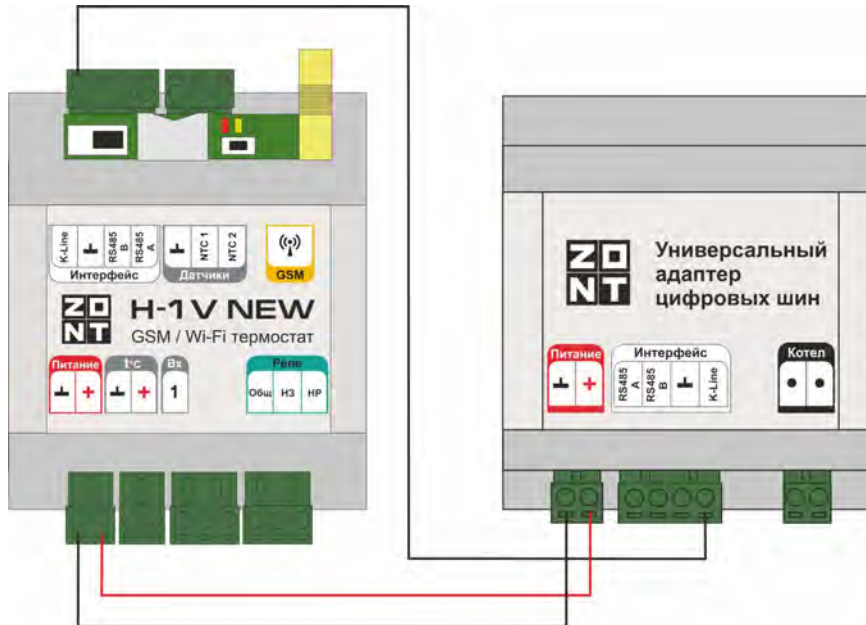 K-Line
⊥
RS485 B
RS485 A
Интерфейс
⊥
NTC 1
NTC 2
Датчики
GSM
ZONT
H-1V NEW
GSM / Wi-Fi термостат
Питание
⊥ +
t°C
⊥ +
Вх
1
Реле
Общ НЗ НР
ZONT
Универсальный
адаптер
цифровых шин
Питание
⊥ +
Интерфейс
RS485 A
RS485 B
⊥
K-Line
Котел